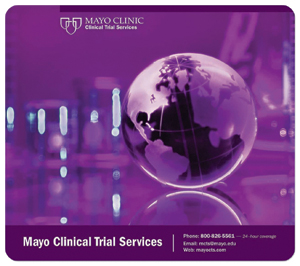 MAYO CLINIC
Clinical Trial Services
Mayo Clinical Trial Services
Phone: 800-826-5561 — 24-hour coverage
Email: mcts@mayo.edu
Web: mayocts.com